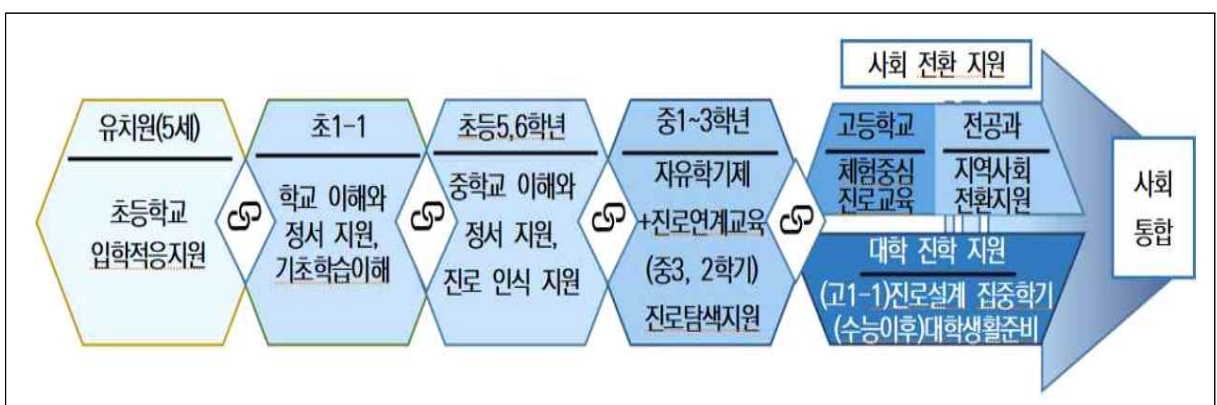 유치원(5세)
초등학교
입학적응지원
초1-1
학교 이해와
정서 지원,
기초학습이해
초등5,6학년
중학교 이해와
정서 지원,
진로 인식 지원
중1~3학년
자유학기제
+진로연계교육
(중3, 2학기)
진로탐색지원
사회 전환 지원
고등학교
체험중심
진로교육
전공과
지역사회
전환지원
대학 진학 지원
(고1-1)진로설계 집중학기
(수능이후)대학생활준비
사회
통합